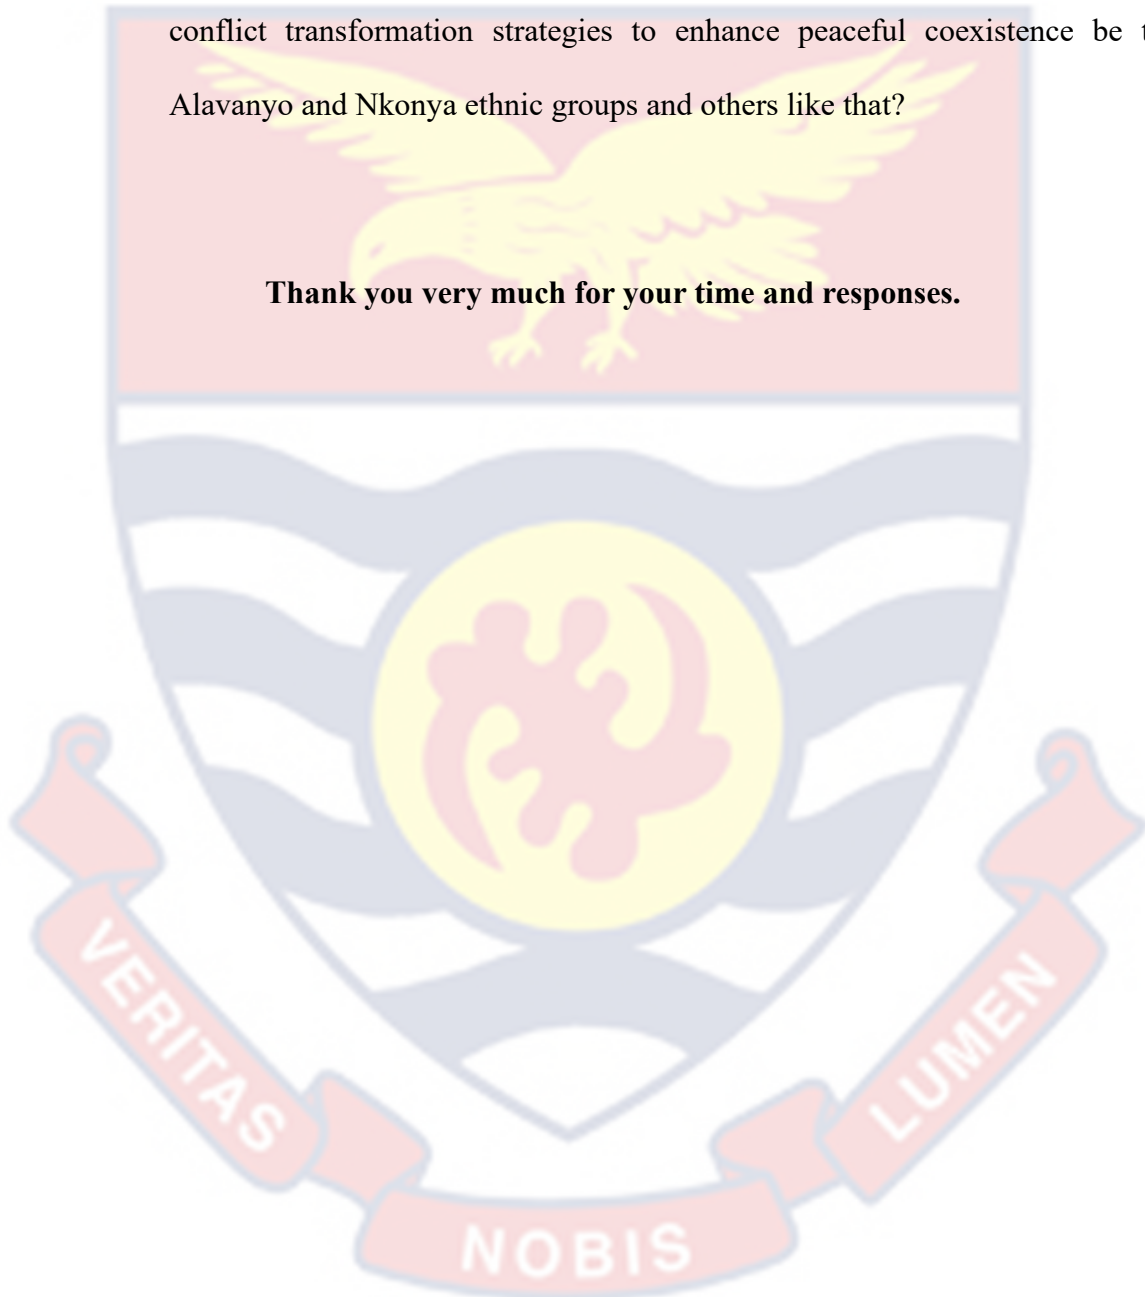 conflict transformation strategies to enhance peaceful coexistence be t
Alavanyo and Nkonya ethnic groups and others like that?
Thank you very much for your time and responses.
VERITAS
NOBIS
LUMEN